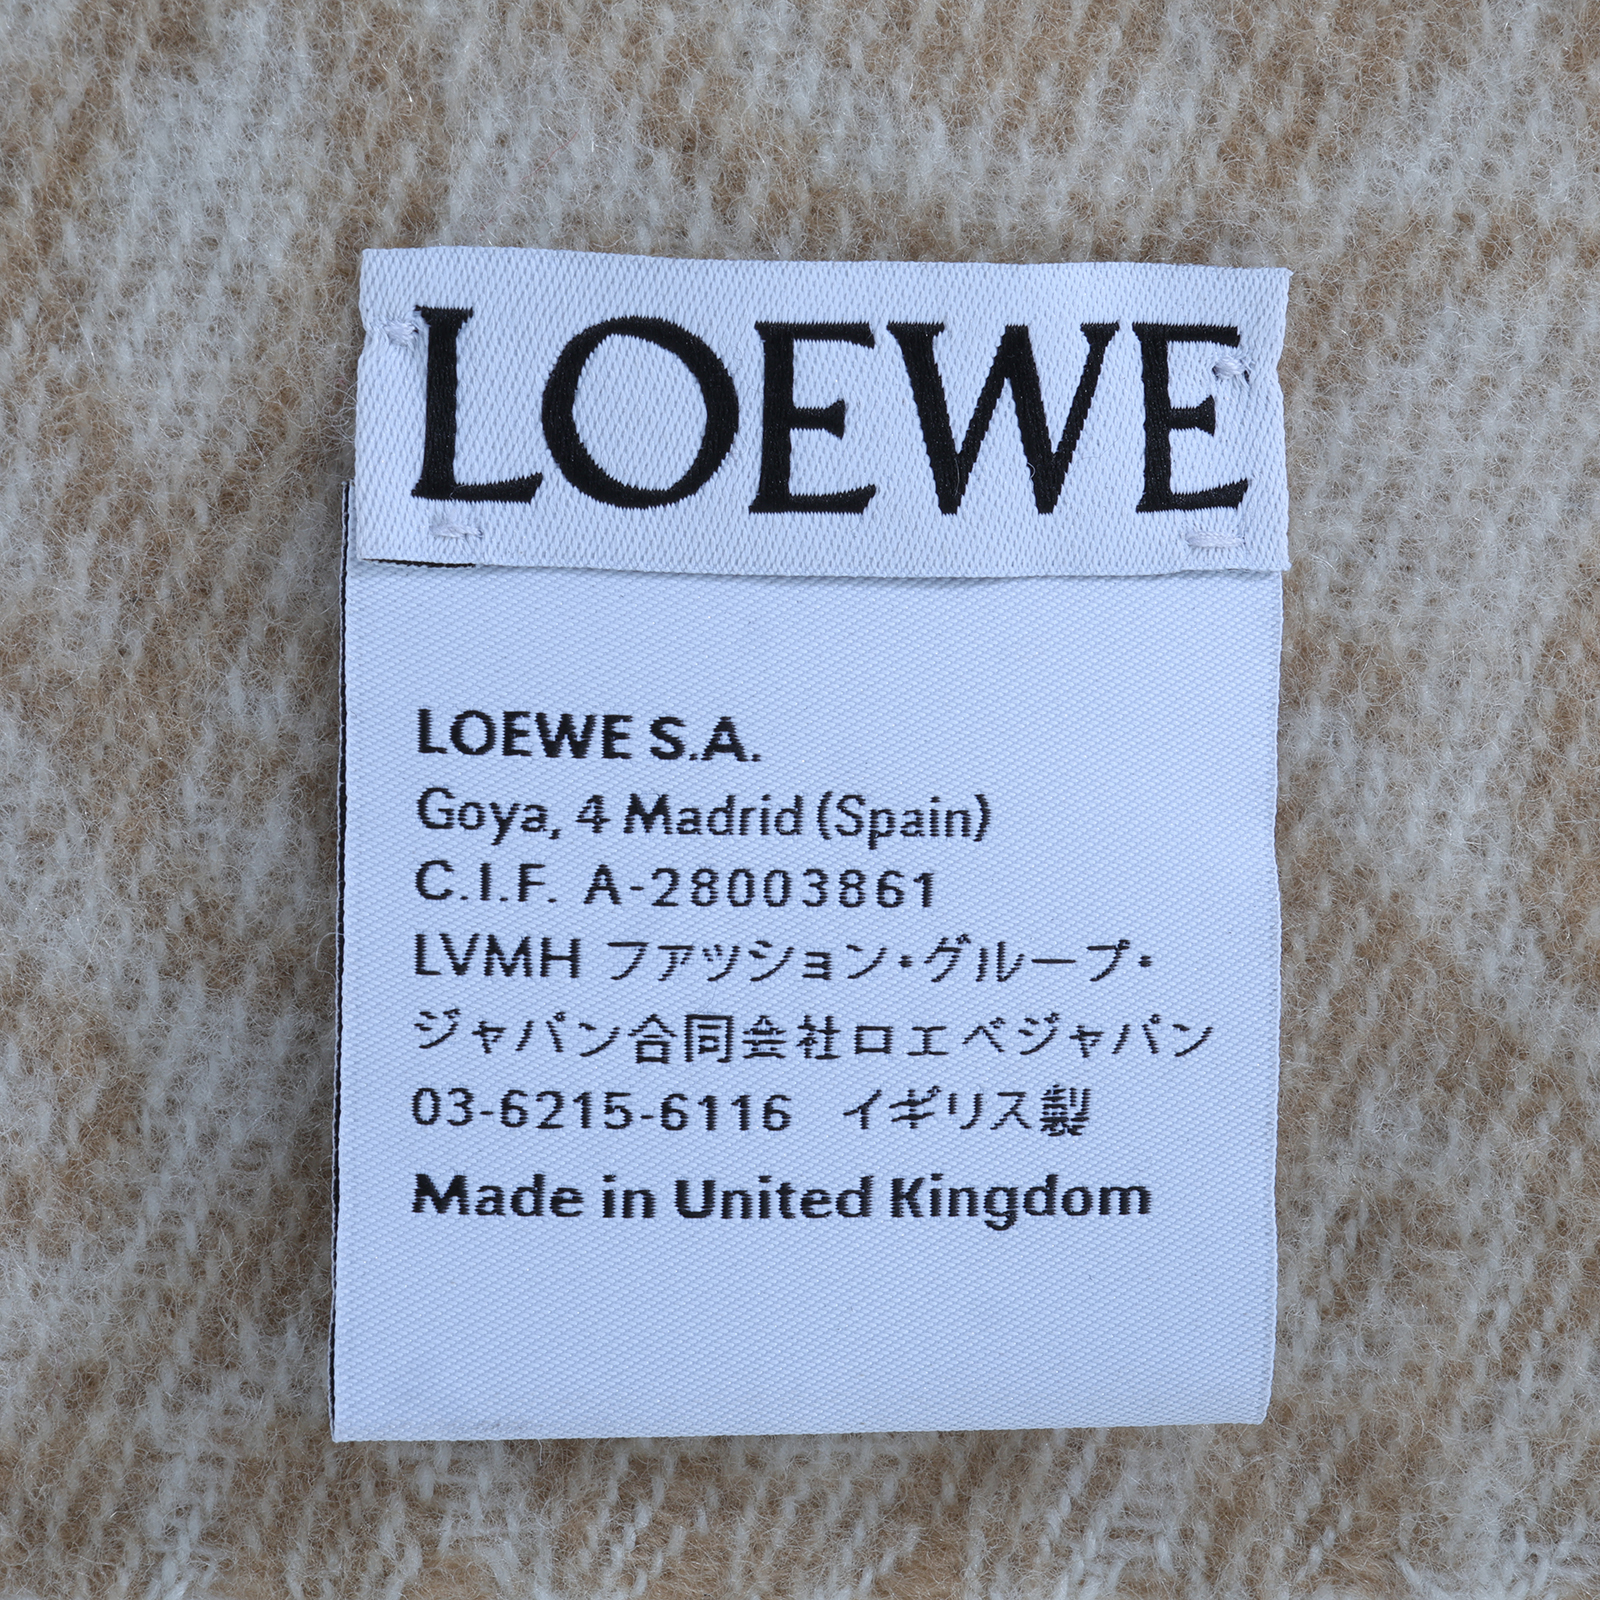 LOEWE
LOEWE S.A.
Goya, 4 Madrid (Spain)
C.I.F. A-28003861
LVMH ファッション・グループ・
ジャパン合同会社ロエベジャパン
03-6215-6116 イギリス製
Made in United Kingdom